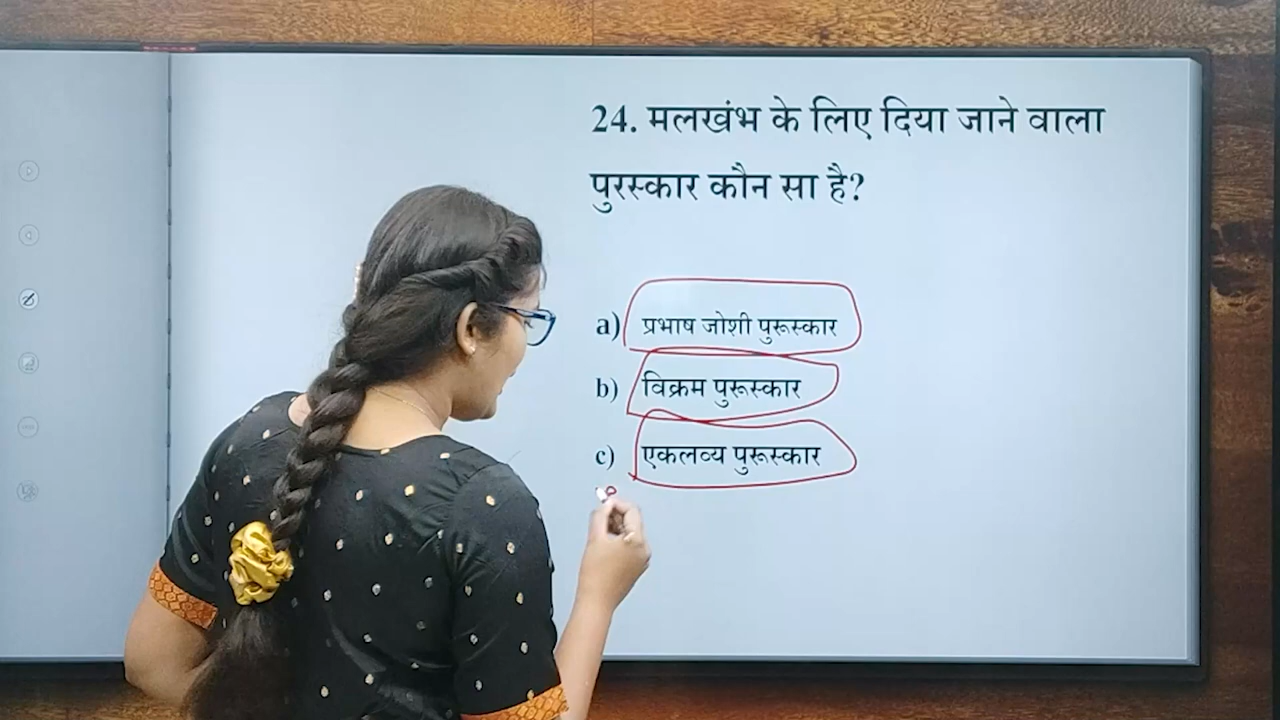 24. मलखंभ के लिए दिया जाने वाला
पुरस्कार कौन सा है?
a) प्रभाष जोशी पुरूस्कार
b) विक्रम पुरूस्कार
c) एकलव्य पुरूस्कार